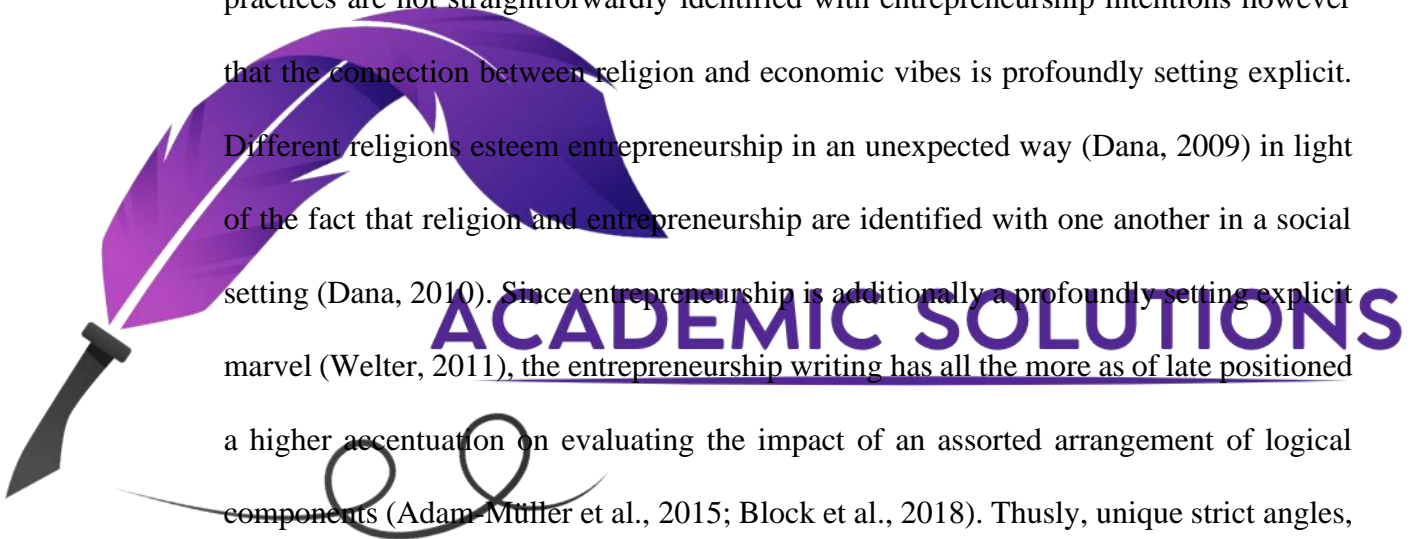 practices are not straightforwardly identified with entrepreneurship intentions however
that the connection between religion and economic vibes is profoundly setting explicit.
Different religions esteem entrepreneurship in an unexpected way (Dana, 2009) in light
of the fact that religion and entrepreneurship are identified with one another in a social
setting (Dana, 2010). Since entrepreneurship is additionally a profoundly setting explicit
ACADEMIC SOLUTIONS
marvel (Welter, 2011), the entrepreneurship writing has all the more as of late positioned
a higher accentuation on evaluating the impact of an assorted arrangement of logical
components (Adam-Müller et al., 2015; Block et al., 2018). Thusly, unique strict angles,